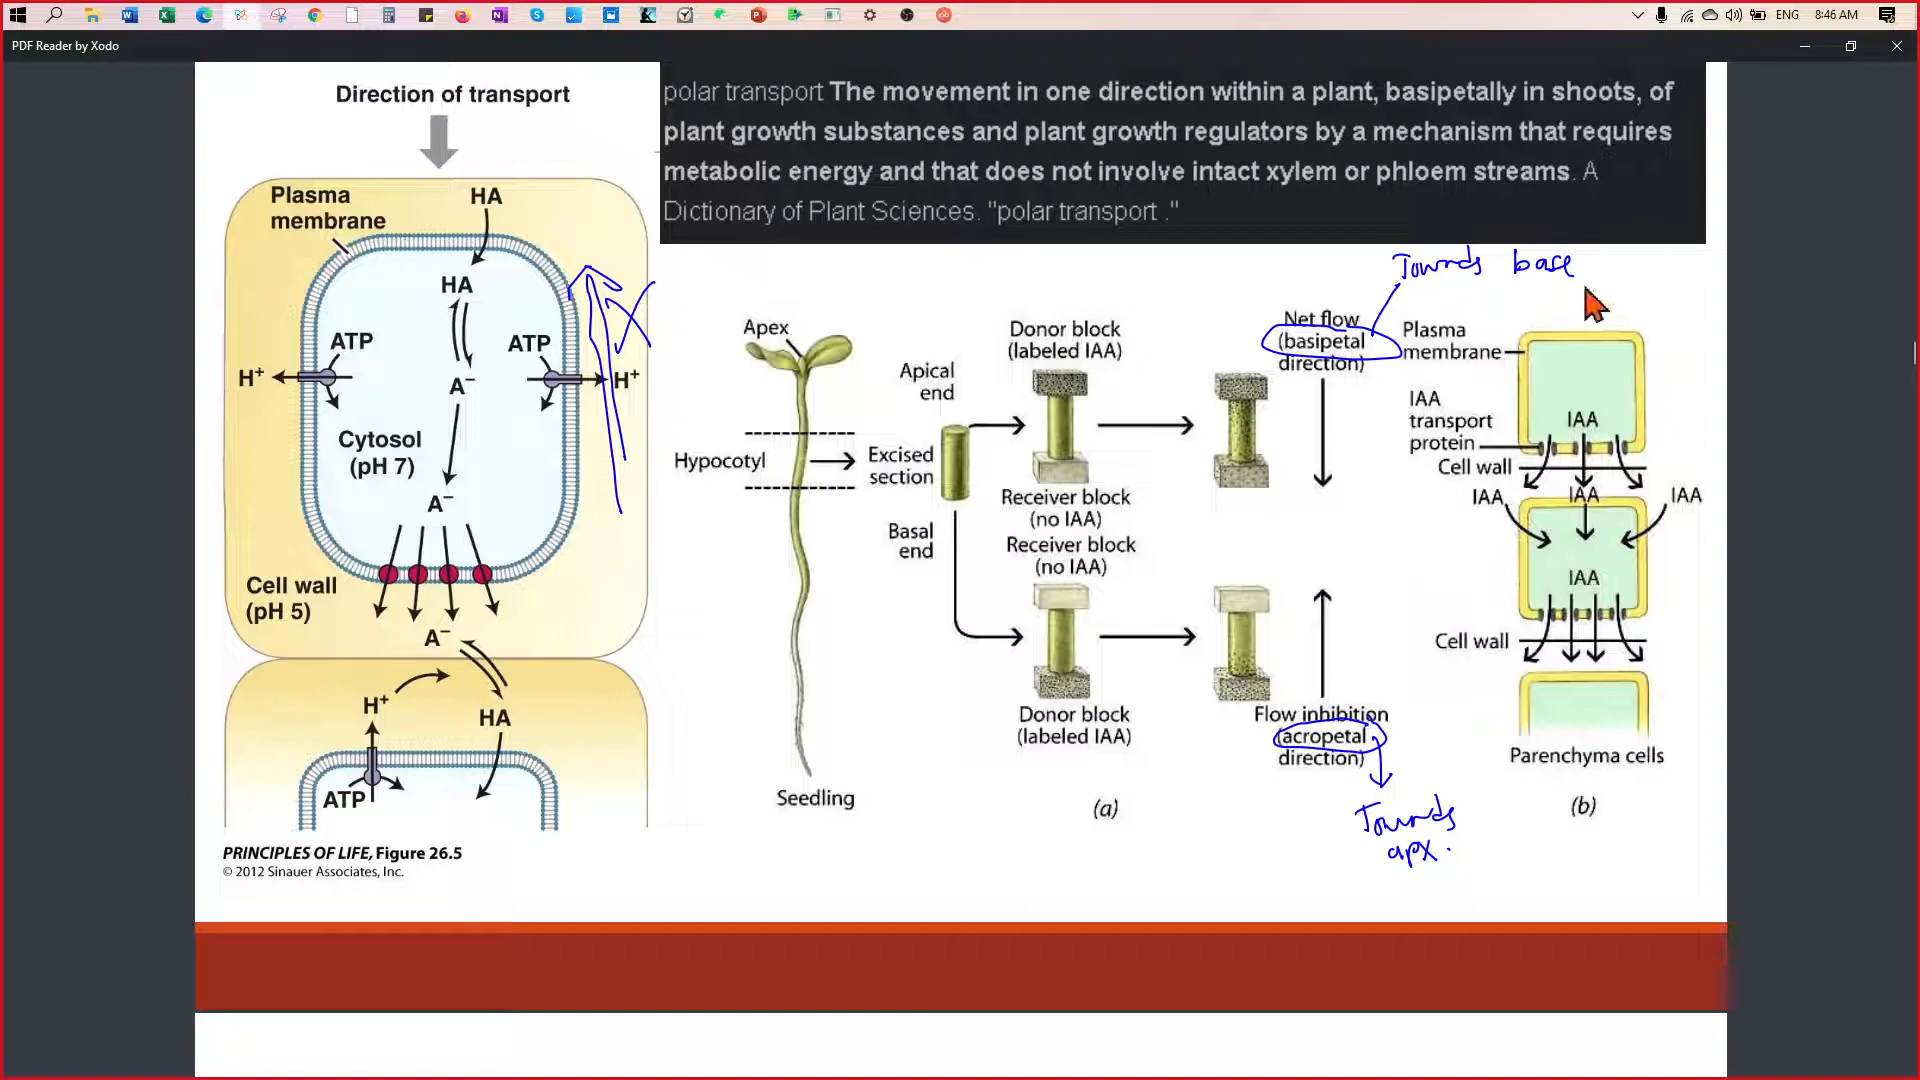 ENG 8:46 AM
PDF Reader by Xodo
Direction of transport
Plasma
membrane
HA
HA
ATP
ATP
H⁺
H⁺
A⁻
Cytosol
(pH 7)
A⁻
Cell wall
(pH 5)
A⁻
H⁺
HA
ATP
PRINCIPLES OF LIFE, Figure 26.5
© 2012 Sinauer Associates, Inc.
polar transport The movement in one direction within a plant, basipetally in shoots, of
plant growth substances and plant growth regulators by a mechanism that requires
metabolic energy and that does not involve intact xylem or phloem streams. A
Dictionary of Plant Sciences. "polar transport ."
Towards base
Apex
Hypocotyl
Seedling
Apical
end
Excised
section
Basal
end
Donor block
(labeled IAA)
Receiver block
(no IAA)
Receiver block
(no IAA)
Donor block
(labeled IAA)
Net flow
(basipetal
direction)
Flow inhibition
(acropetal
direction)
Towards
apx.
(a)
Plasma
membrane
IAA
transport
protein
Cell wall
IAA
IAA
IAA
IAA
IAA
Cell wall
Parenchyma cells
(b)